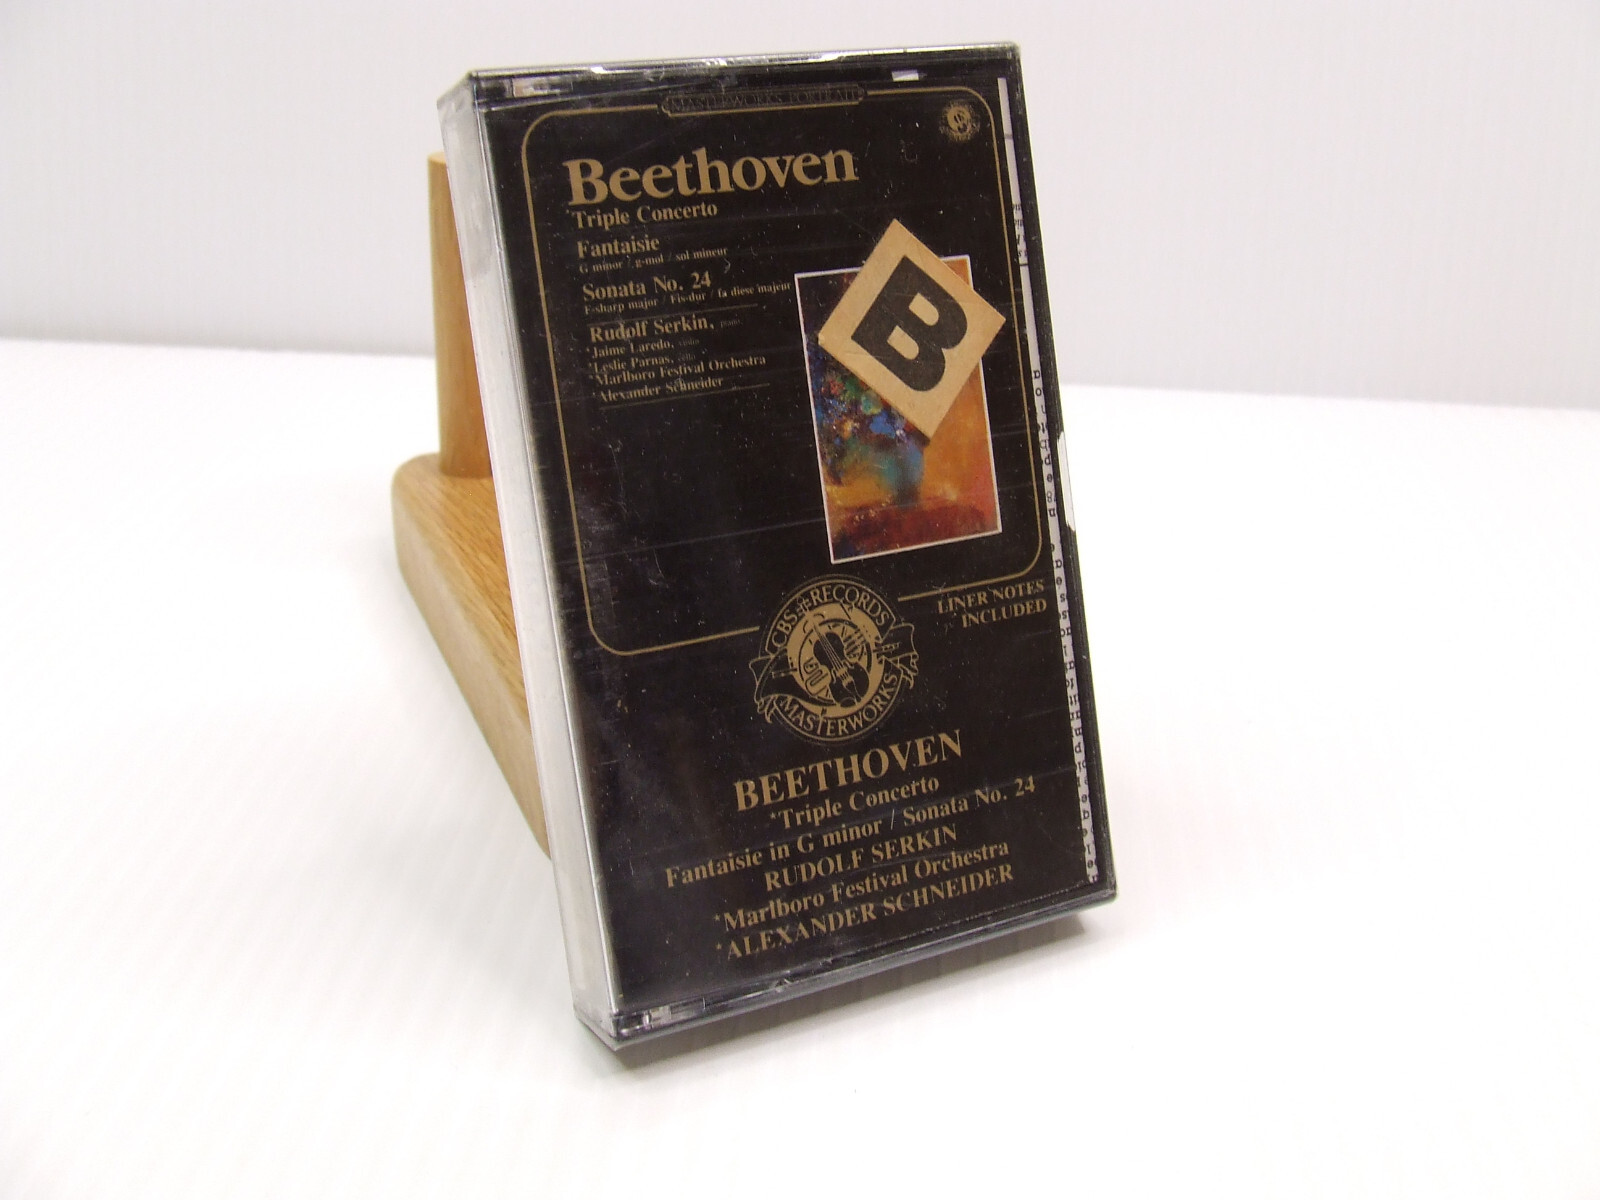 MASTERWORKS PORTRAIT
Beethoven
Triple Concerto
Fantaisie
G minor / g-mol / sol mineur
Sonata No. 24
F-sharp major / Fis-dur / fa diese majeur
Rudolf Serkin, piano
*Jaime Laredo, violin
*Leslie Parnas, cello
*Marlboro Festival Orchestra
*Alexander Schneider
B
LINER NOTES
INCLUDED
CBS RECORDS
MASTERWORKS
BEETHOVEN
*Triple Concerto
Fantaisie in G minor / Sonata No. 24
RUDOLF SERKIN
*Marlboro Festival Orchestra
*ALEXANDER SCHNEIDER